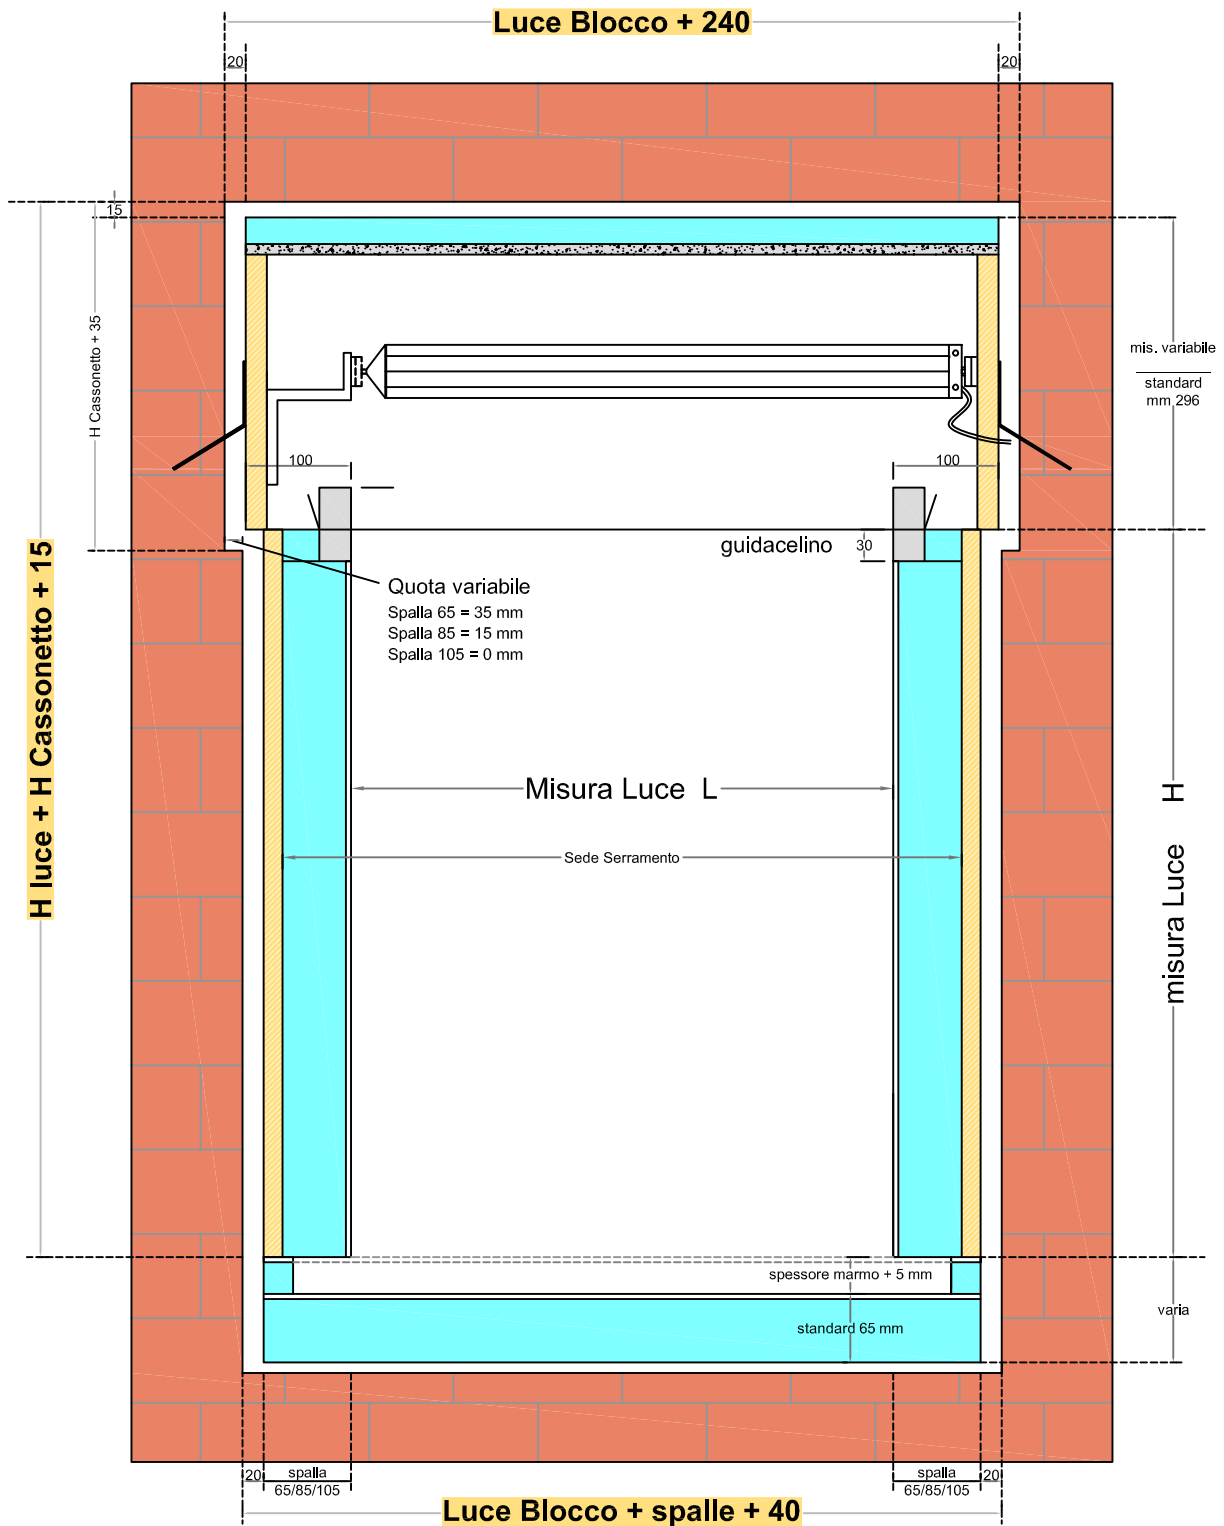 Luce Blocco + 240
20
20
15
H Cassonetto + 35
mis. variabile
standard
mm 296
100
100
guidacelino
30
Quota variabile
Spalla 65 = 35 mm
Spalla 85 = 15 mm
Spalla 105 = 0 mm
H luce + H Cassonetto + 15
Misura Luce L
misura Luce H
Sede Serramento
spessore marmo + 5 mm
standard 65 mm
varia
20
spalla
65/85/105
spalla
65/85/105
20
Luce Blocco + spalle + 40